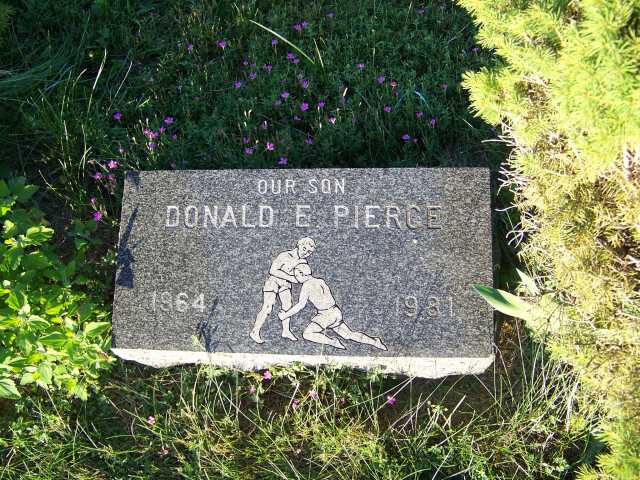 OUR SON
DONALD E. PIERCE
1964 1981